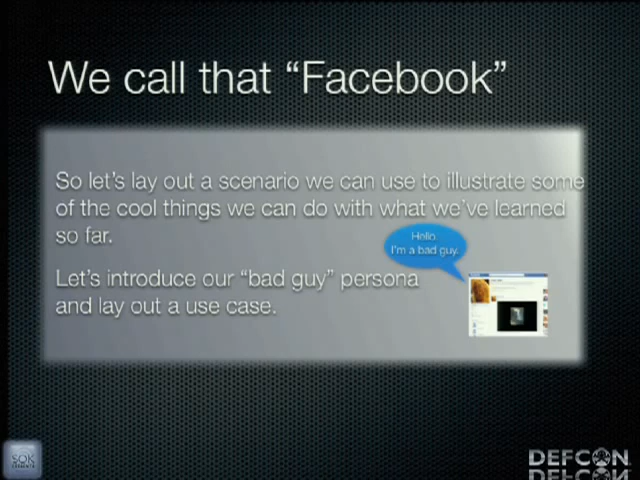 We call that “Facebook”
So let's lay out a scenario we can use to illustrate some
of the cool things we can do with what we've learned
so far.
Hello.
I'm a bad guy.
Let's introduce our “bad guy” persona
and lay out a use case.
SOK
DEFCON